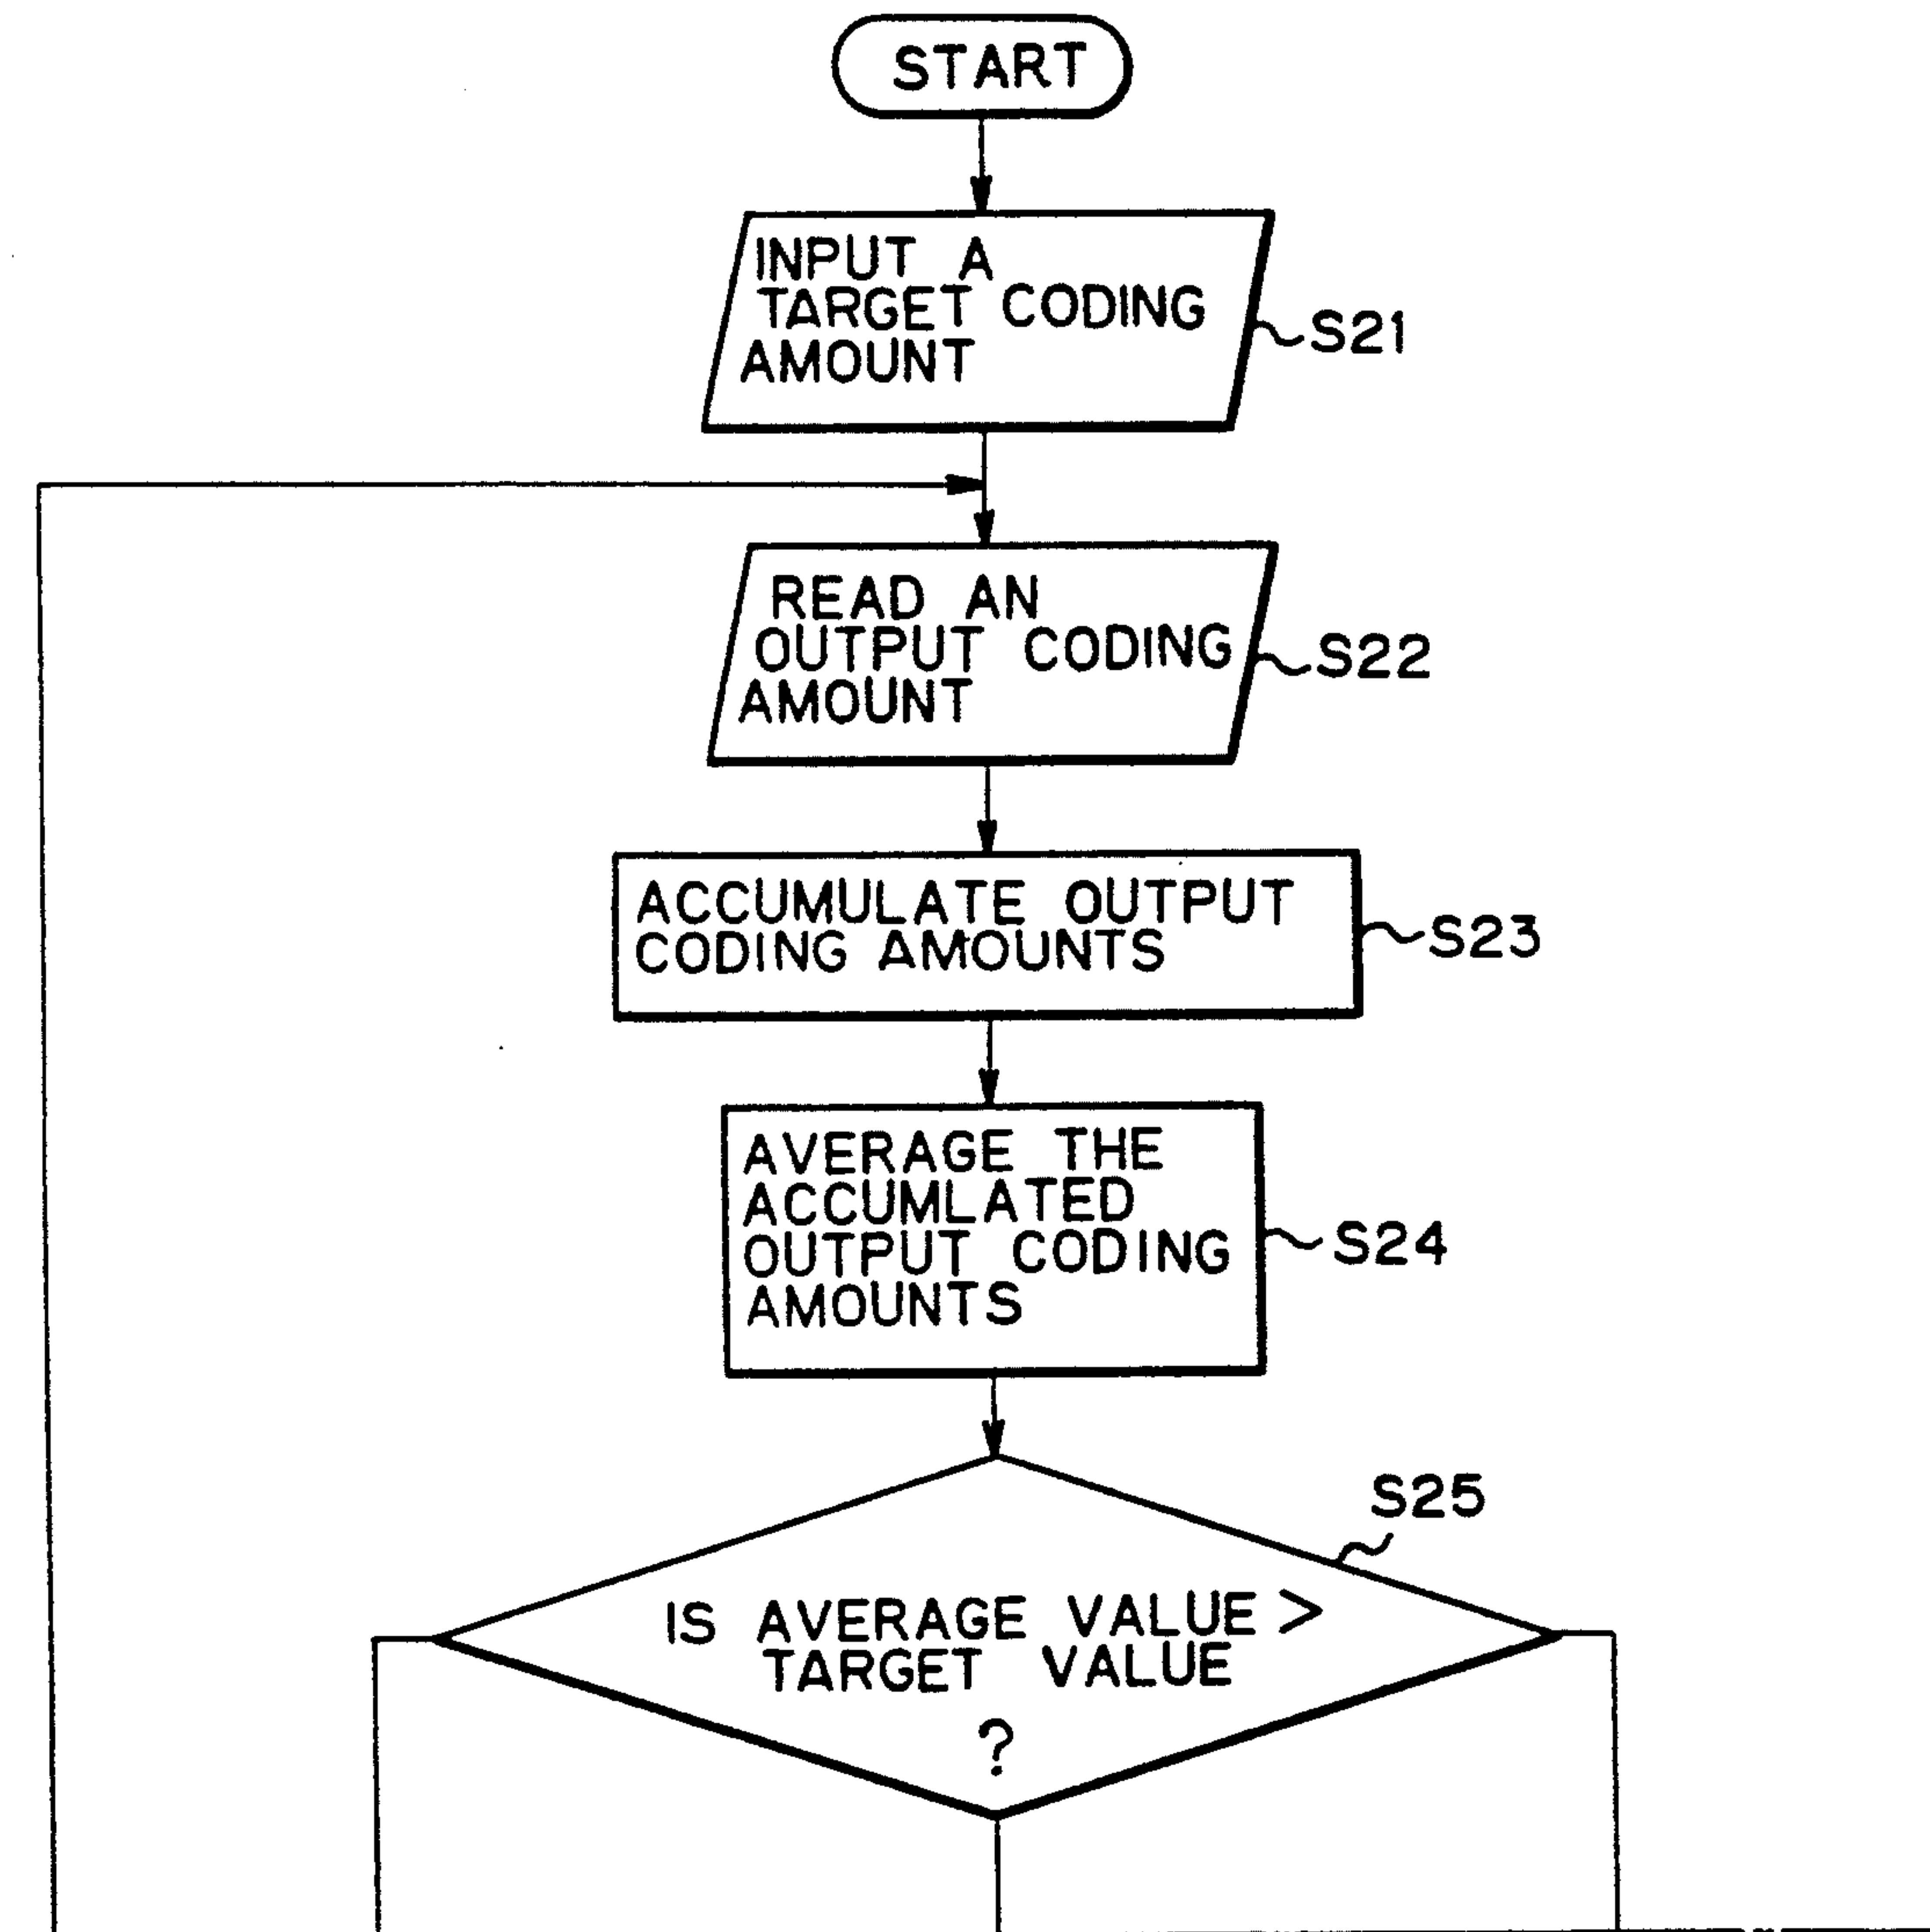 START
INPUT A
TARGET CODING
AMOUNT
S21
READ AN
OUTPUT CODING
AMOUNT
S22
ACCUMULATE OUTPUT
CODING AMOUNTS
S23
AVERAGE THE
ACCUMLATED
OUTPUT CODING
AMOUNTS
S24
S25
IS AVERAGE VALUE >
TARGET VALUE
?